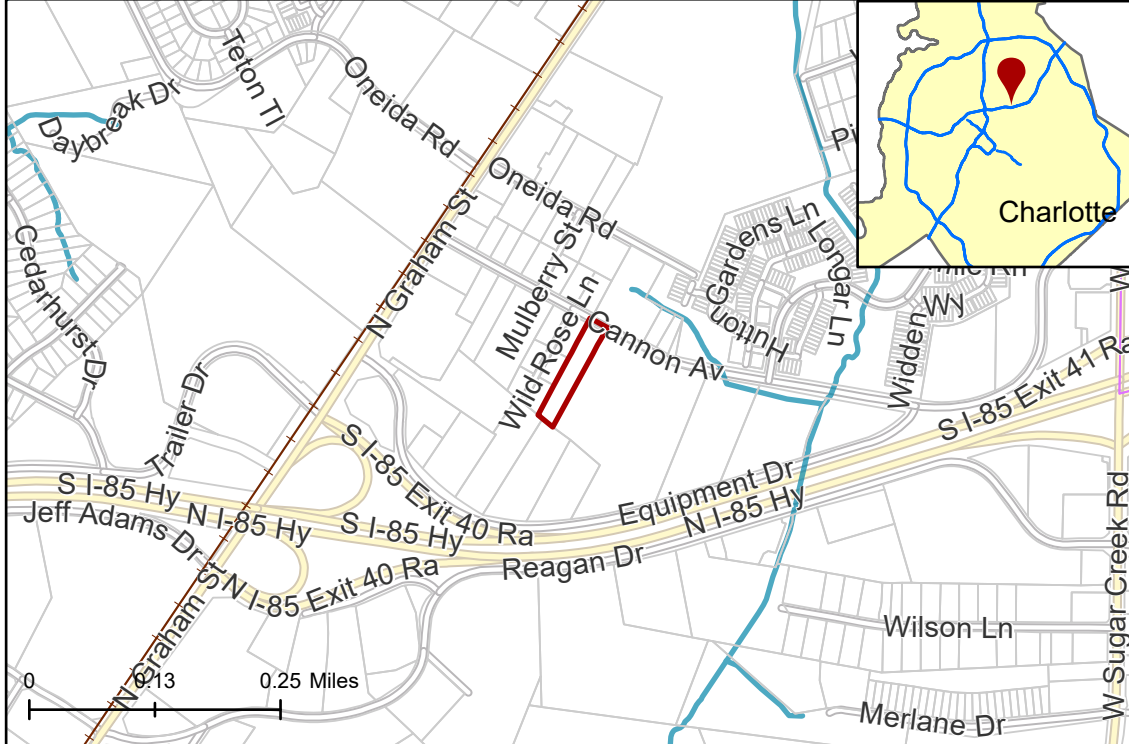 Teton Tl
Oneida Rd
Daybreak Dr
Charlotte
Oneida Rd
N Graham St
Mulberry St
Gardens Ln
Longar Ln
Cedarhurst Dr
Wild Rose Ln
Cannon Av
Hutton
Widden
Wy
S I-85 Exit 41 Ra
Trailer Dr
S I-85 Exit 40 Ra
Equipment Dr
N I-85 Hy
S I-85 Hy
N I-85 Hy
S I-85 Hy
Jeff Adams Dr
Reagan Dr
N I-85 Exit 40 Ra
N Graham St
Wilson Ln
W Sugar Creek Rd
Merlane Dr
0 0.13 0.25 Miles